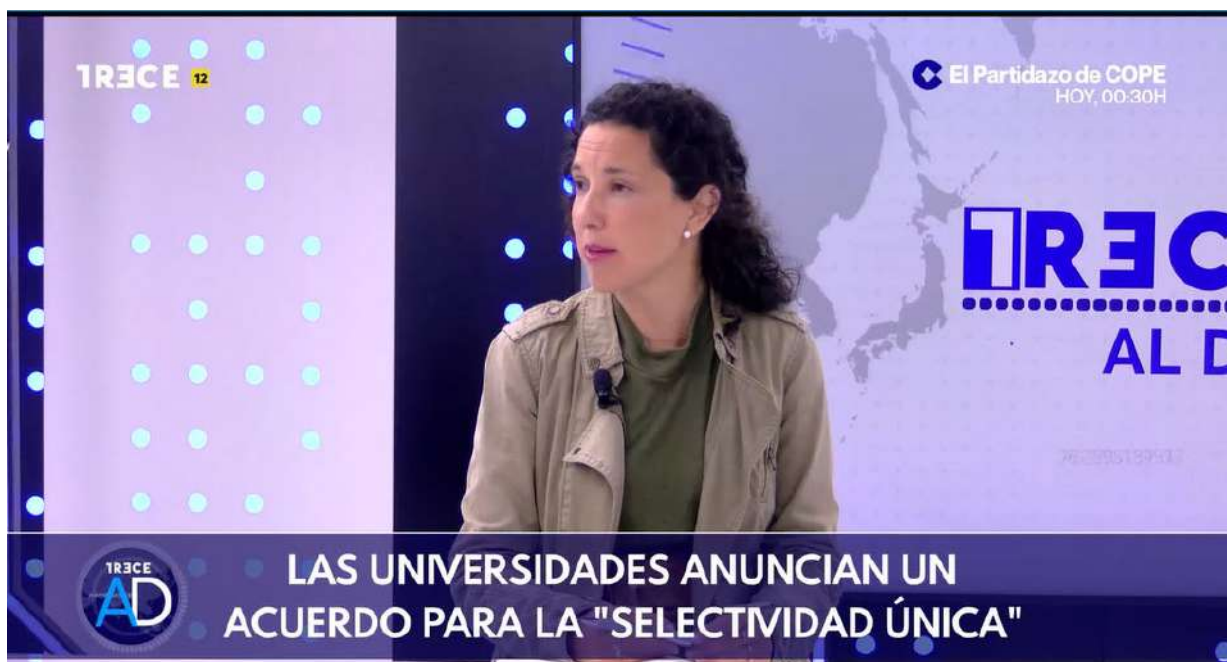 TRECE 12
El Partidazo de COPE
HOY, 00:30H
TRECE
AL D
TRECE
AD
LAS UNIVERSIDADES ANUNCIAN UN
ACUERDO PARA LA "SELECTIVIDAD ÚNICA"